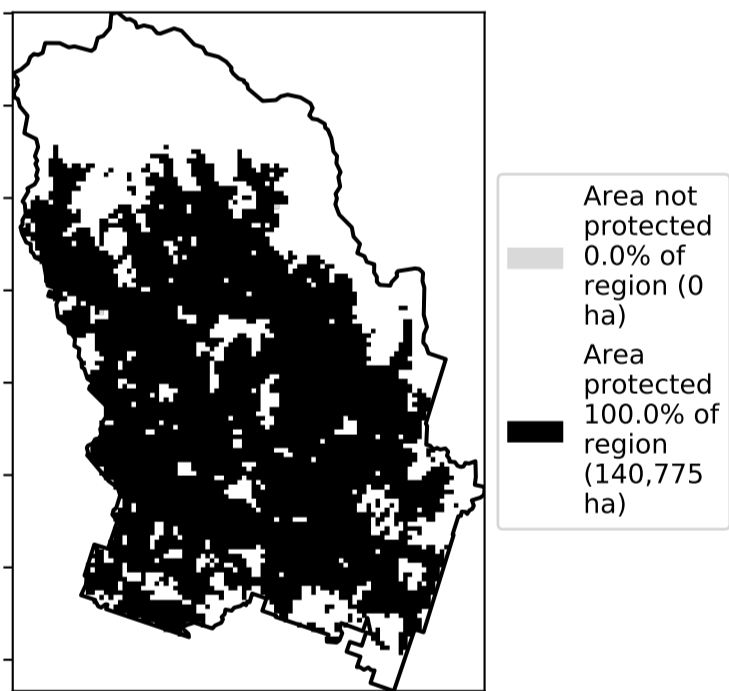 Area not
protected
0.0% of
region (0
ha)
Area
protected
100.0% of
region
(140,775
ha)